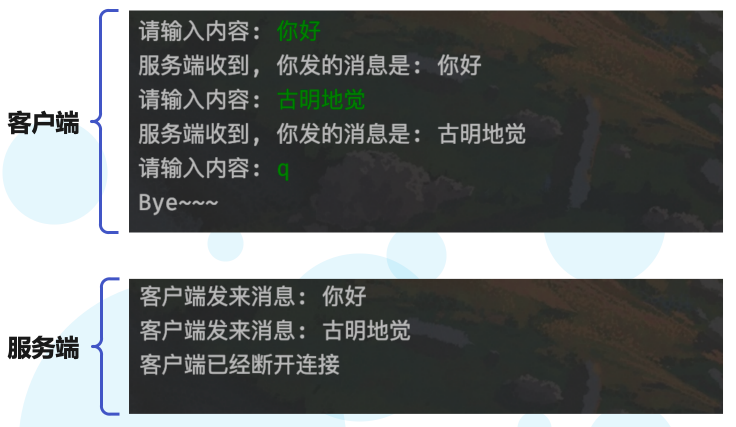 客户端
请输入内容: 你好
服务端收到, 你发的消息是: 你好
请输入内容: 古明地觉
服务端收到, 你发的消息是: 古明地觉
请输入内容: q
Bye~~~
服务端
客户端发来消息: 你好
客户端发来消息: 古明地觉
客户端已经断开连接